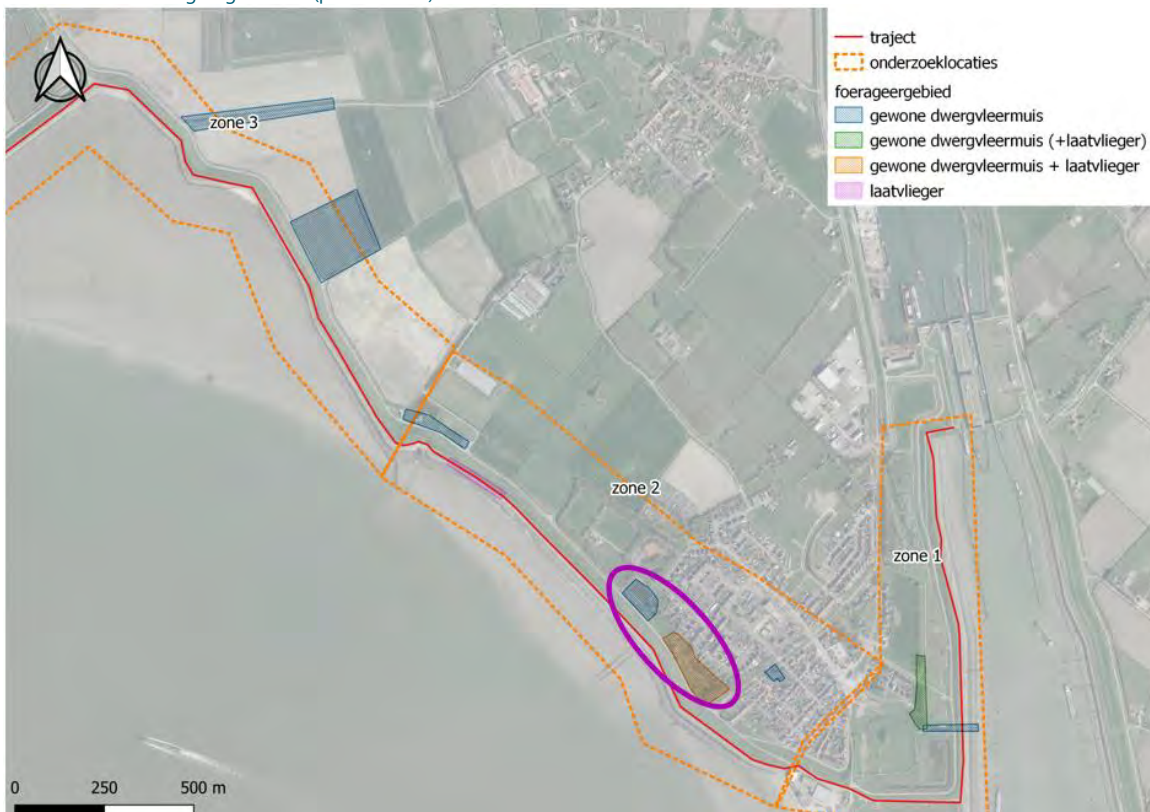 traject
onderzoeklocaties
foerageergebied
gewone dwergvleermuis
gewone dwergvleermuis (+laatvlieger)
gewone dwergvleermuis + laatvlieger
laatvlieger
zone 3
zone 2
zone 1
0 250 500 m